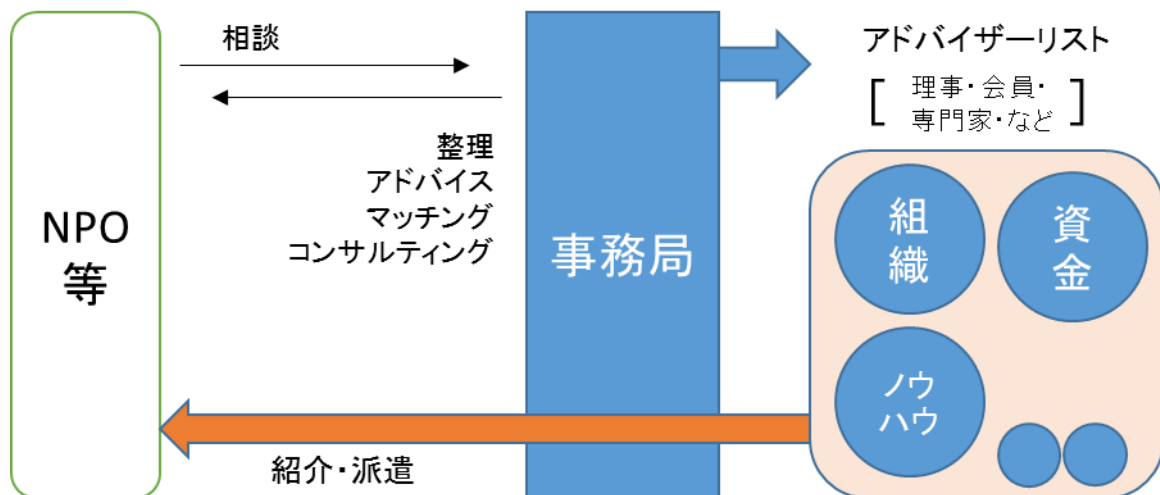 NPO
等
相談
整理
アドバイス
マッチング
コンサルティング
事務局
アドバイザーリスト
[ 理事・会員・
専門家・など ]
組
織
資
金
ノウ
ハウ
紹介・派遣